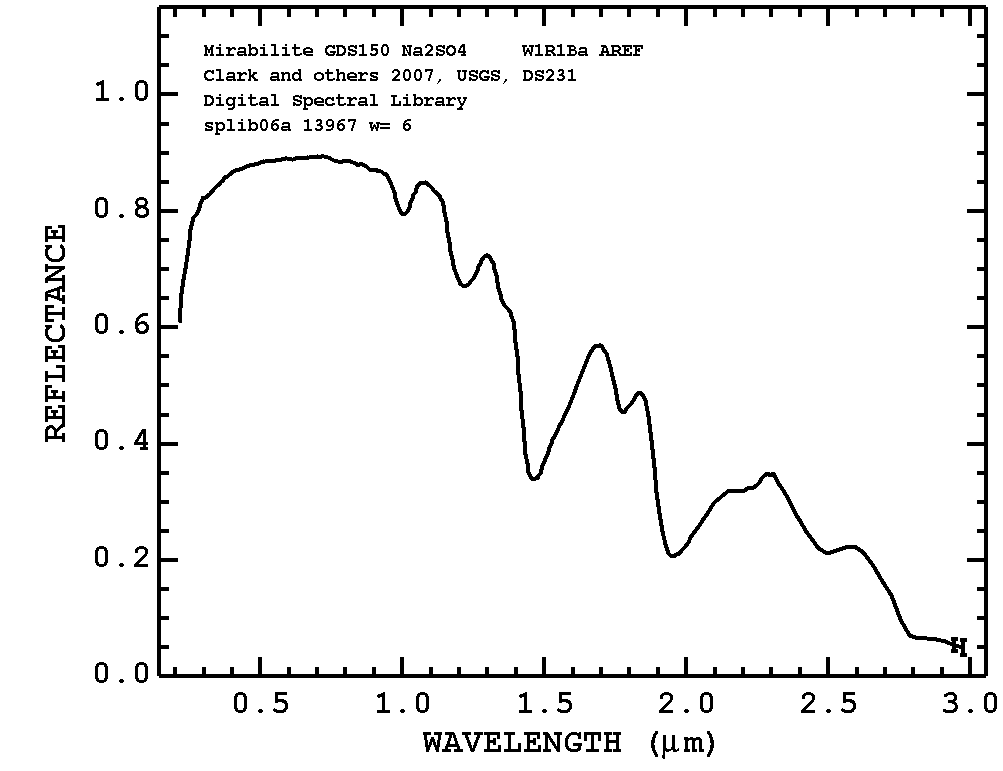 Mirabilite GDS150 Na2SO4 W1R1Ba AREF
Clark and others 2007, USGS, DS231
Digital Spectral Library
splib06a 13967 w= 6
REFLECTANCE
1.0
0.8
0.6
0.4
0.2
0.0
0.5 1.0 1.5 2.0 2.5 3.0
WAVELENGTH (μm)